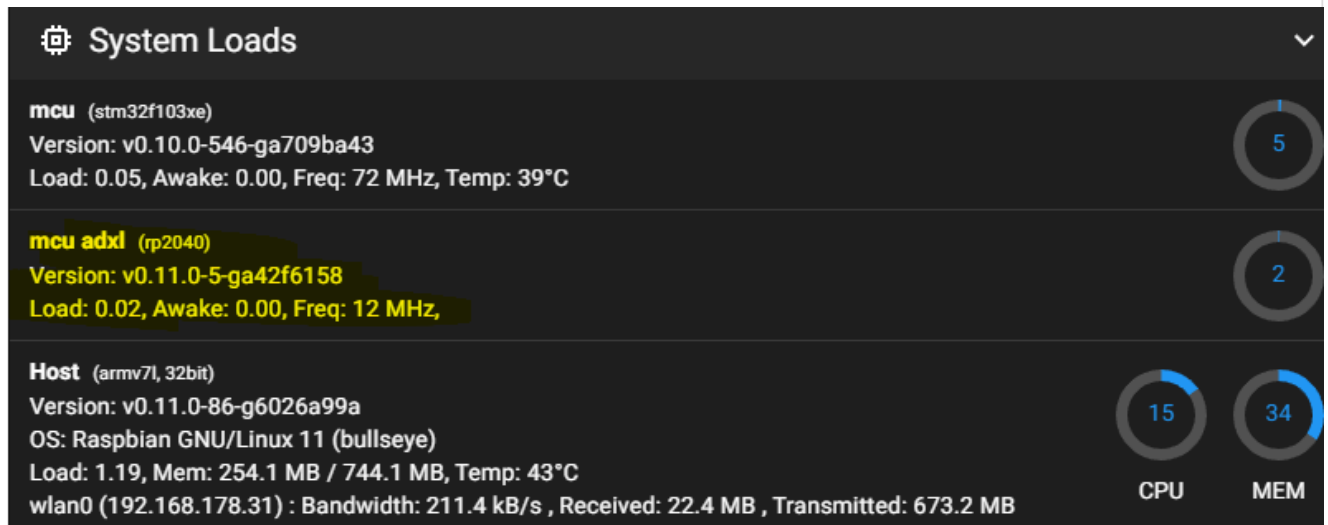 System Loads
mcu (stm32f103xe)
Version: v0.10.0-546-ga709ba43
Load: 0.05, Awake: 0.00, Freq: 72 MHz, Temp: 39°C
5
mcu adxl (rp2040)
Version: v0.11.0-5-ga42f6158
Load: 0.02, Awake: 0.00, Freq: 12 MHz,
2
Host (armv7l, 32bit)
Version: v0.11.0-86-g6026a99a
OS: Raspbian GNU/Linux 11 (bullseye)
Load: 1.19, Mem: 254.1 MB / 744.1 MB, Temp: 43°C
wlan0 (192.168.178.31) : Bandwidth: 211.4 kB/s , Received: 22.4 MB , Transmitted: 673.2 MB
15
CPU
34
MEM